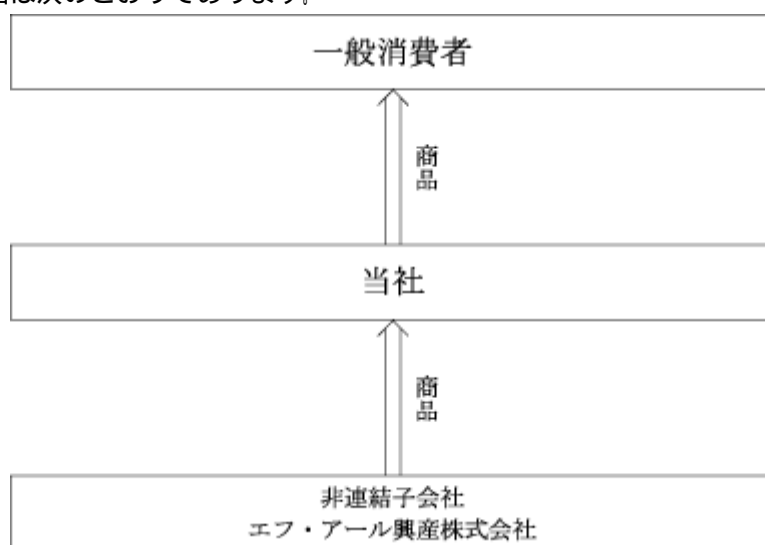 は次のとおりであります。
一般消費者
商品
当社
商品
非連結子会社
エフ・アール興産株式会社